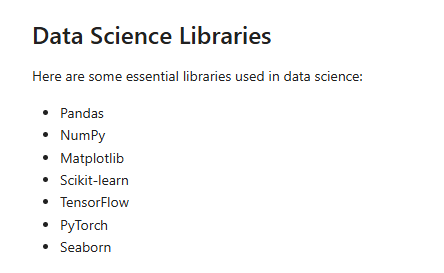 Data Science Libraries
Here are some essential libraries used in data science:
• Pandas
• NumPy
• Matplotlib
• Scikit-learn
• TensorFlow
• PyTorch
• Seaborn